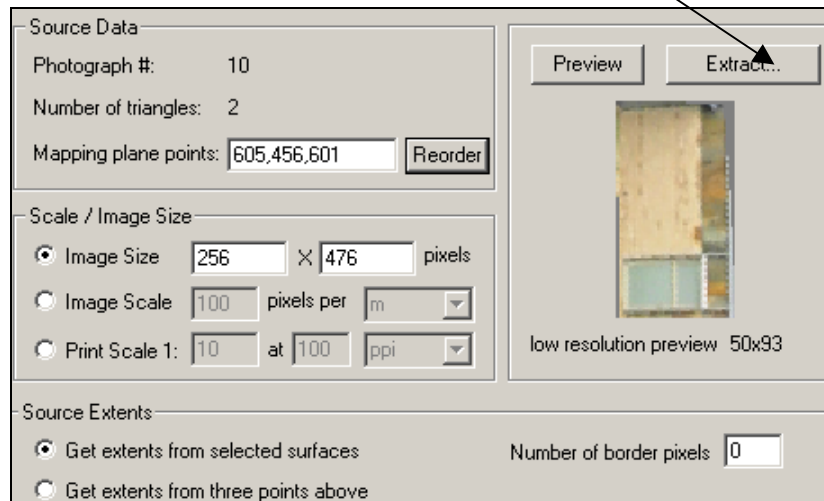 Source Data
Photograph #: 10
Number of triangles: 2
Mapping plane points: 605,456,601 Reorder
Preview Extract...
low resolution preview 50x93
Scale / Image Size
Image Size 256 X 476 pixels
Image Scale 100 pixels per m
Print Scale 1: 10 at 100 ppi
Source Extents
Get extents from selected surfaces
Get extents from three points above
Number of border pixels 0